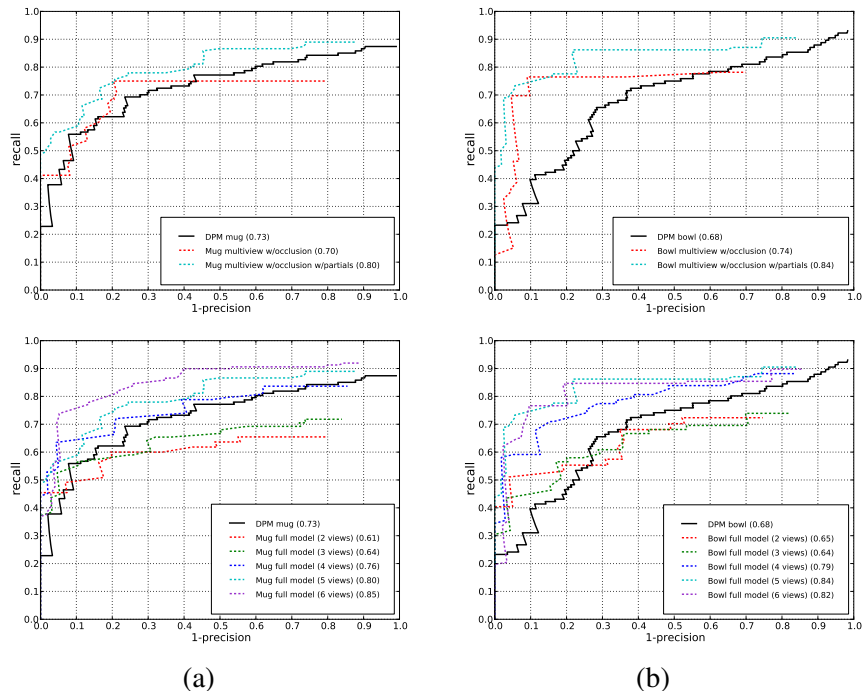 1.0
0.9
0.8
0.7
0.6
0.5
0.4
0.3
0.2
0.1
0.0
recall
0.0 0.1 0.2 0.3 0.4 0.5 0.6 0.7 0.8 0.9 1.0
1-precision
DPM mug (0.73)
Mug multiview w/occlusion (0.70)
Mug multiview w/occlusion w/partials (0.80)
1.0
0.9
0.8
0.7
0.6
0.5
0.4
0.3
0.2
0.1
0.0
recall
0.0 0.1 0.2 0.3 0.4 0.5 0.6 0.7 0.8 0.9 1.0
1-precision
DPM bowl (0.68)
Bowl multiview w/occlusion (0.74)
Bowl multiview w/occlusion w/partials (0.84)
1.0
0.9
0.8
0.7
0.6
0.5
0.4
0.3
0.2
0.1
0.0
recall
0.0 0.1 0.2 0.3 0.4 0.5 0.6 0.7 0.8 0.9 1.0
1-precision
DPM mug (0.73)
Mug full model (2 views) (0.61)
Mug full model (3 views) (0.64)
Mug full model (4 views) (0.76)
Mug full model (5 views) (0.80)
Mug full model (6 views) (0.85)
1.0
0.9
0.8
0.7
0.6
0.5
0.4
0.3
0.2
0.1
0.0
recall
0.0 0.1 0.2 0.3 0.4 0.5 0.6 0.7 0.8 0.9 1.0
1-precision
DPM bowl (0.68)
Bowl full model (2 views) (0.65)
Bowl full model (3 views) (0.64)
Bowl full model (4 views) (0.79)
Bowl full model (5 views) (0.84)
Bowl full model (6 views) (0.82)
(a)
(b)